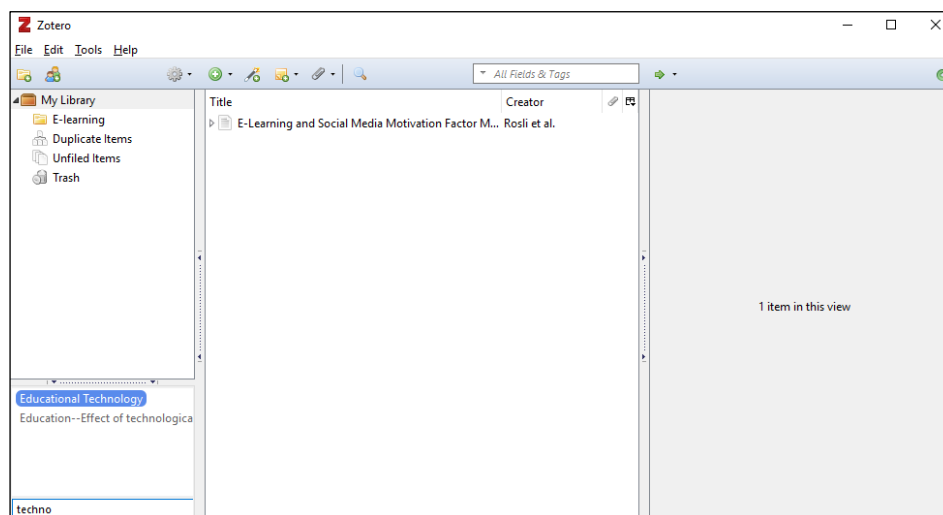 Zotero
File Edit Tools Help
All Fields & Tags
My Library
E-learning
Duplicate Items
Unfiled Items
Trash
Title Creator
E-Learning and Social Media Motivation Factor M... Rosli et al.
1 item in this view
Educational Technology
Education--Effect of technologica
techno